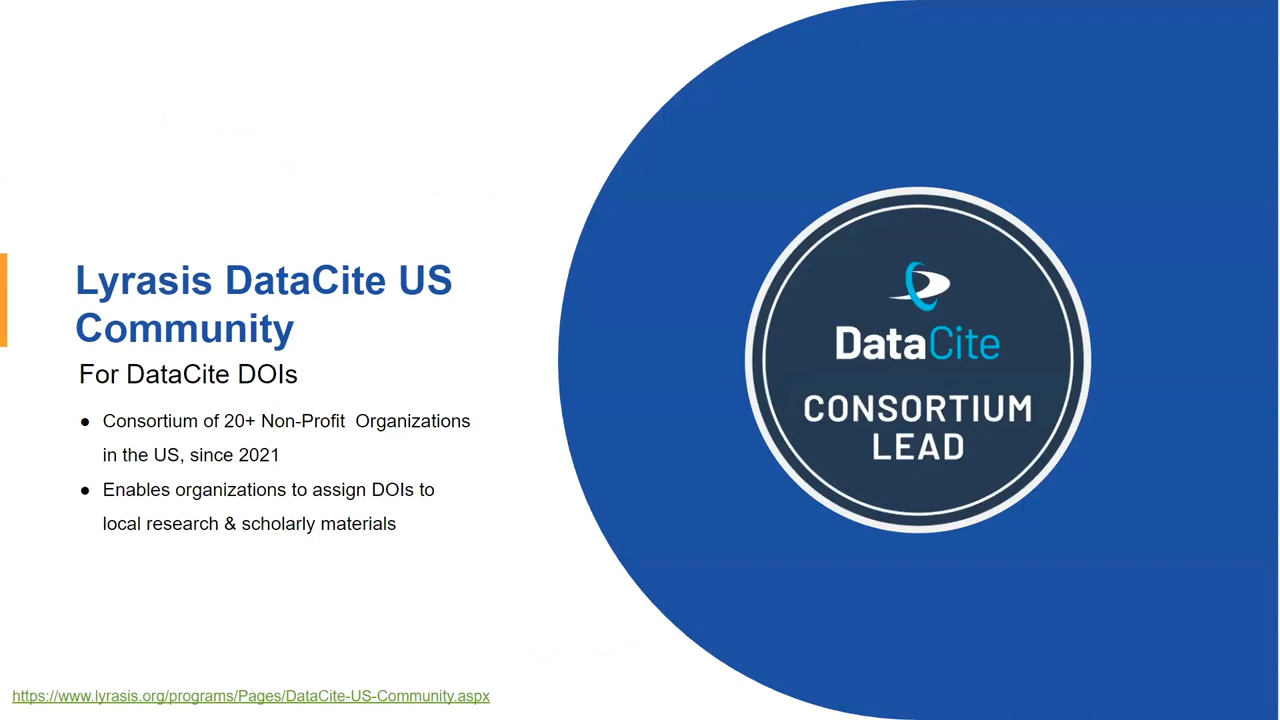 Lyrasis DataCite US
Community
For DataCite DOIs
● Consortium of 20+ Non-Profit  Organizations
in the US, since 2021
● Enables organizations to assign DOIs to
local research & scholarly materials
https://www.lyrasis.org/programs/Pages/DataCite-US-Community.aspx
DataCite
CONSORTIUM
LEAD